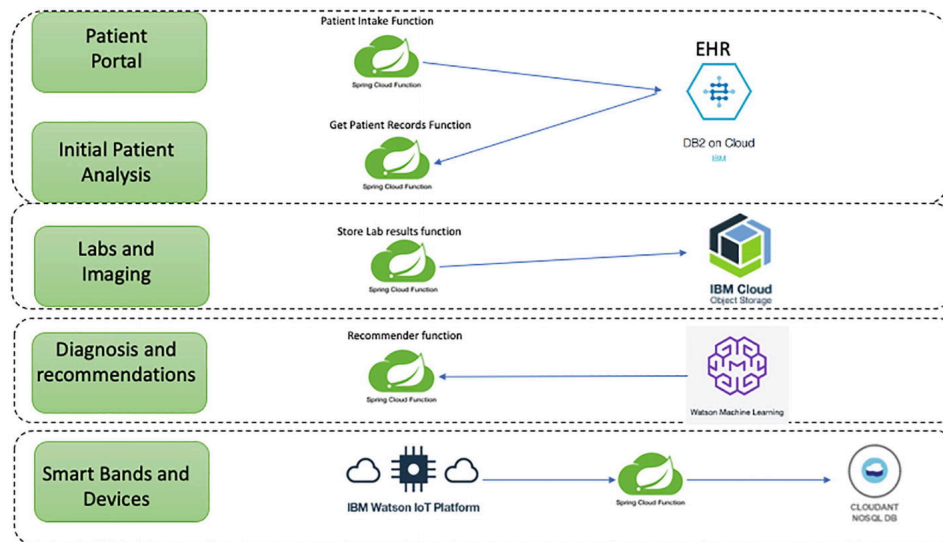 Patient
Portal
Patient Intake Function
Spring Cloud Function
EHR
DB2 on Cloud
IBM
Initial Patient
Analysis
Get Patient Records Function
Spring Cloud Function
Labs and
Imaging
Store Lab results function
Spring Cloud Function
IBM Cloud
Object Storage
Diagnosis and
recommendations
Recommender function
Spring Cloud Function
Watson Machine Learning
Smart Bands and
Devices
IBM Watson IoT Platform
Spring Cloud Function
CLOUDANT
NOSQL DB